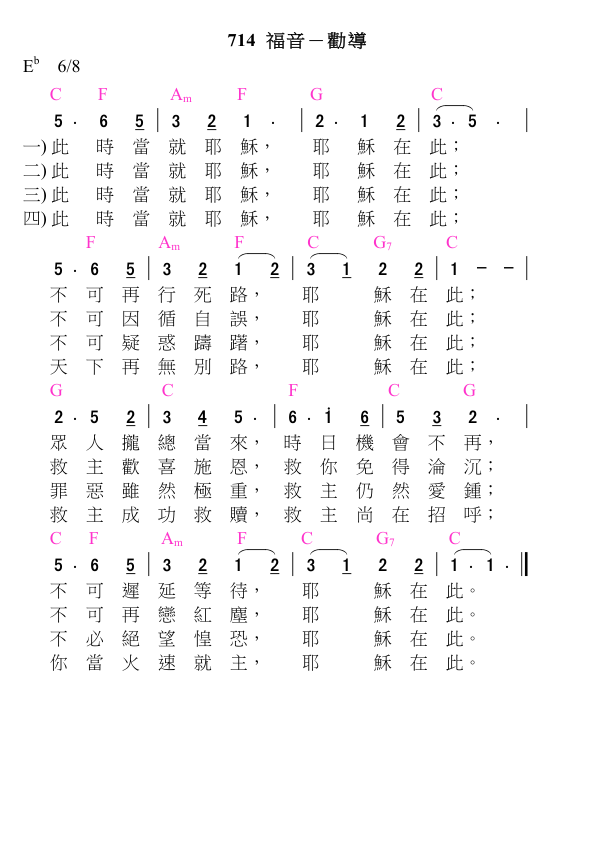 714 福音－勸導
E♭ 6/8
C F Am F G C
5 · 6 5 | 3 2 1 · | 2 · 1 2 | 3 · 5 · |
一) 此時當就耶穌，耶穌在此；
二) 此時當就耶穌，耶穌在此；
三) 此時當就耶穌，耶穌在此；
四) 此時當就耶穌，耶穌在此；
F Am F C G7 C
5 · 6 5 | 3 2 1 2 | 3 1 2 2 | 1 － － |
不可再行死路，耶穌在此；
不可因循自誤，耶穌在此；
不可疑惑躊躇，耶穌在此；
天下再無別路，耶穌在此；
G C F C G
2 · 5 2 | 3 4 5 · | 6 · i 6 | 5 3 2 · |
眾人攏總當來，時日機會不再，
救主歡喜施恩，救你免得淪沉；
罪惡雖然極重，救主仍然愛鍾；
救主成功救贖，救主尚在招呼；
C F Am F C G7 C
5 · 6 5 | 3 2 1 2 | 3 1 2 2 | 1 · 1 · ‖
不可遲延等待，耶穌在此。
不可再戀紅塵，耶穌在此。
不必絕望惶恐，耶穌在此。
你當火速就主，耶穌在此。